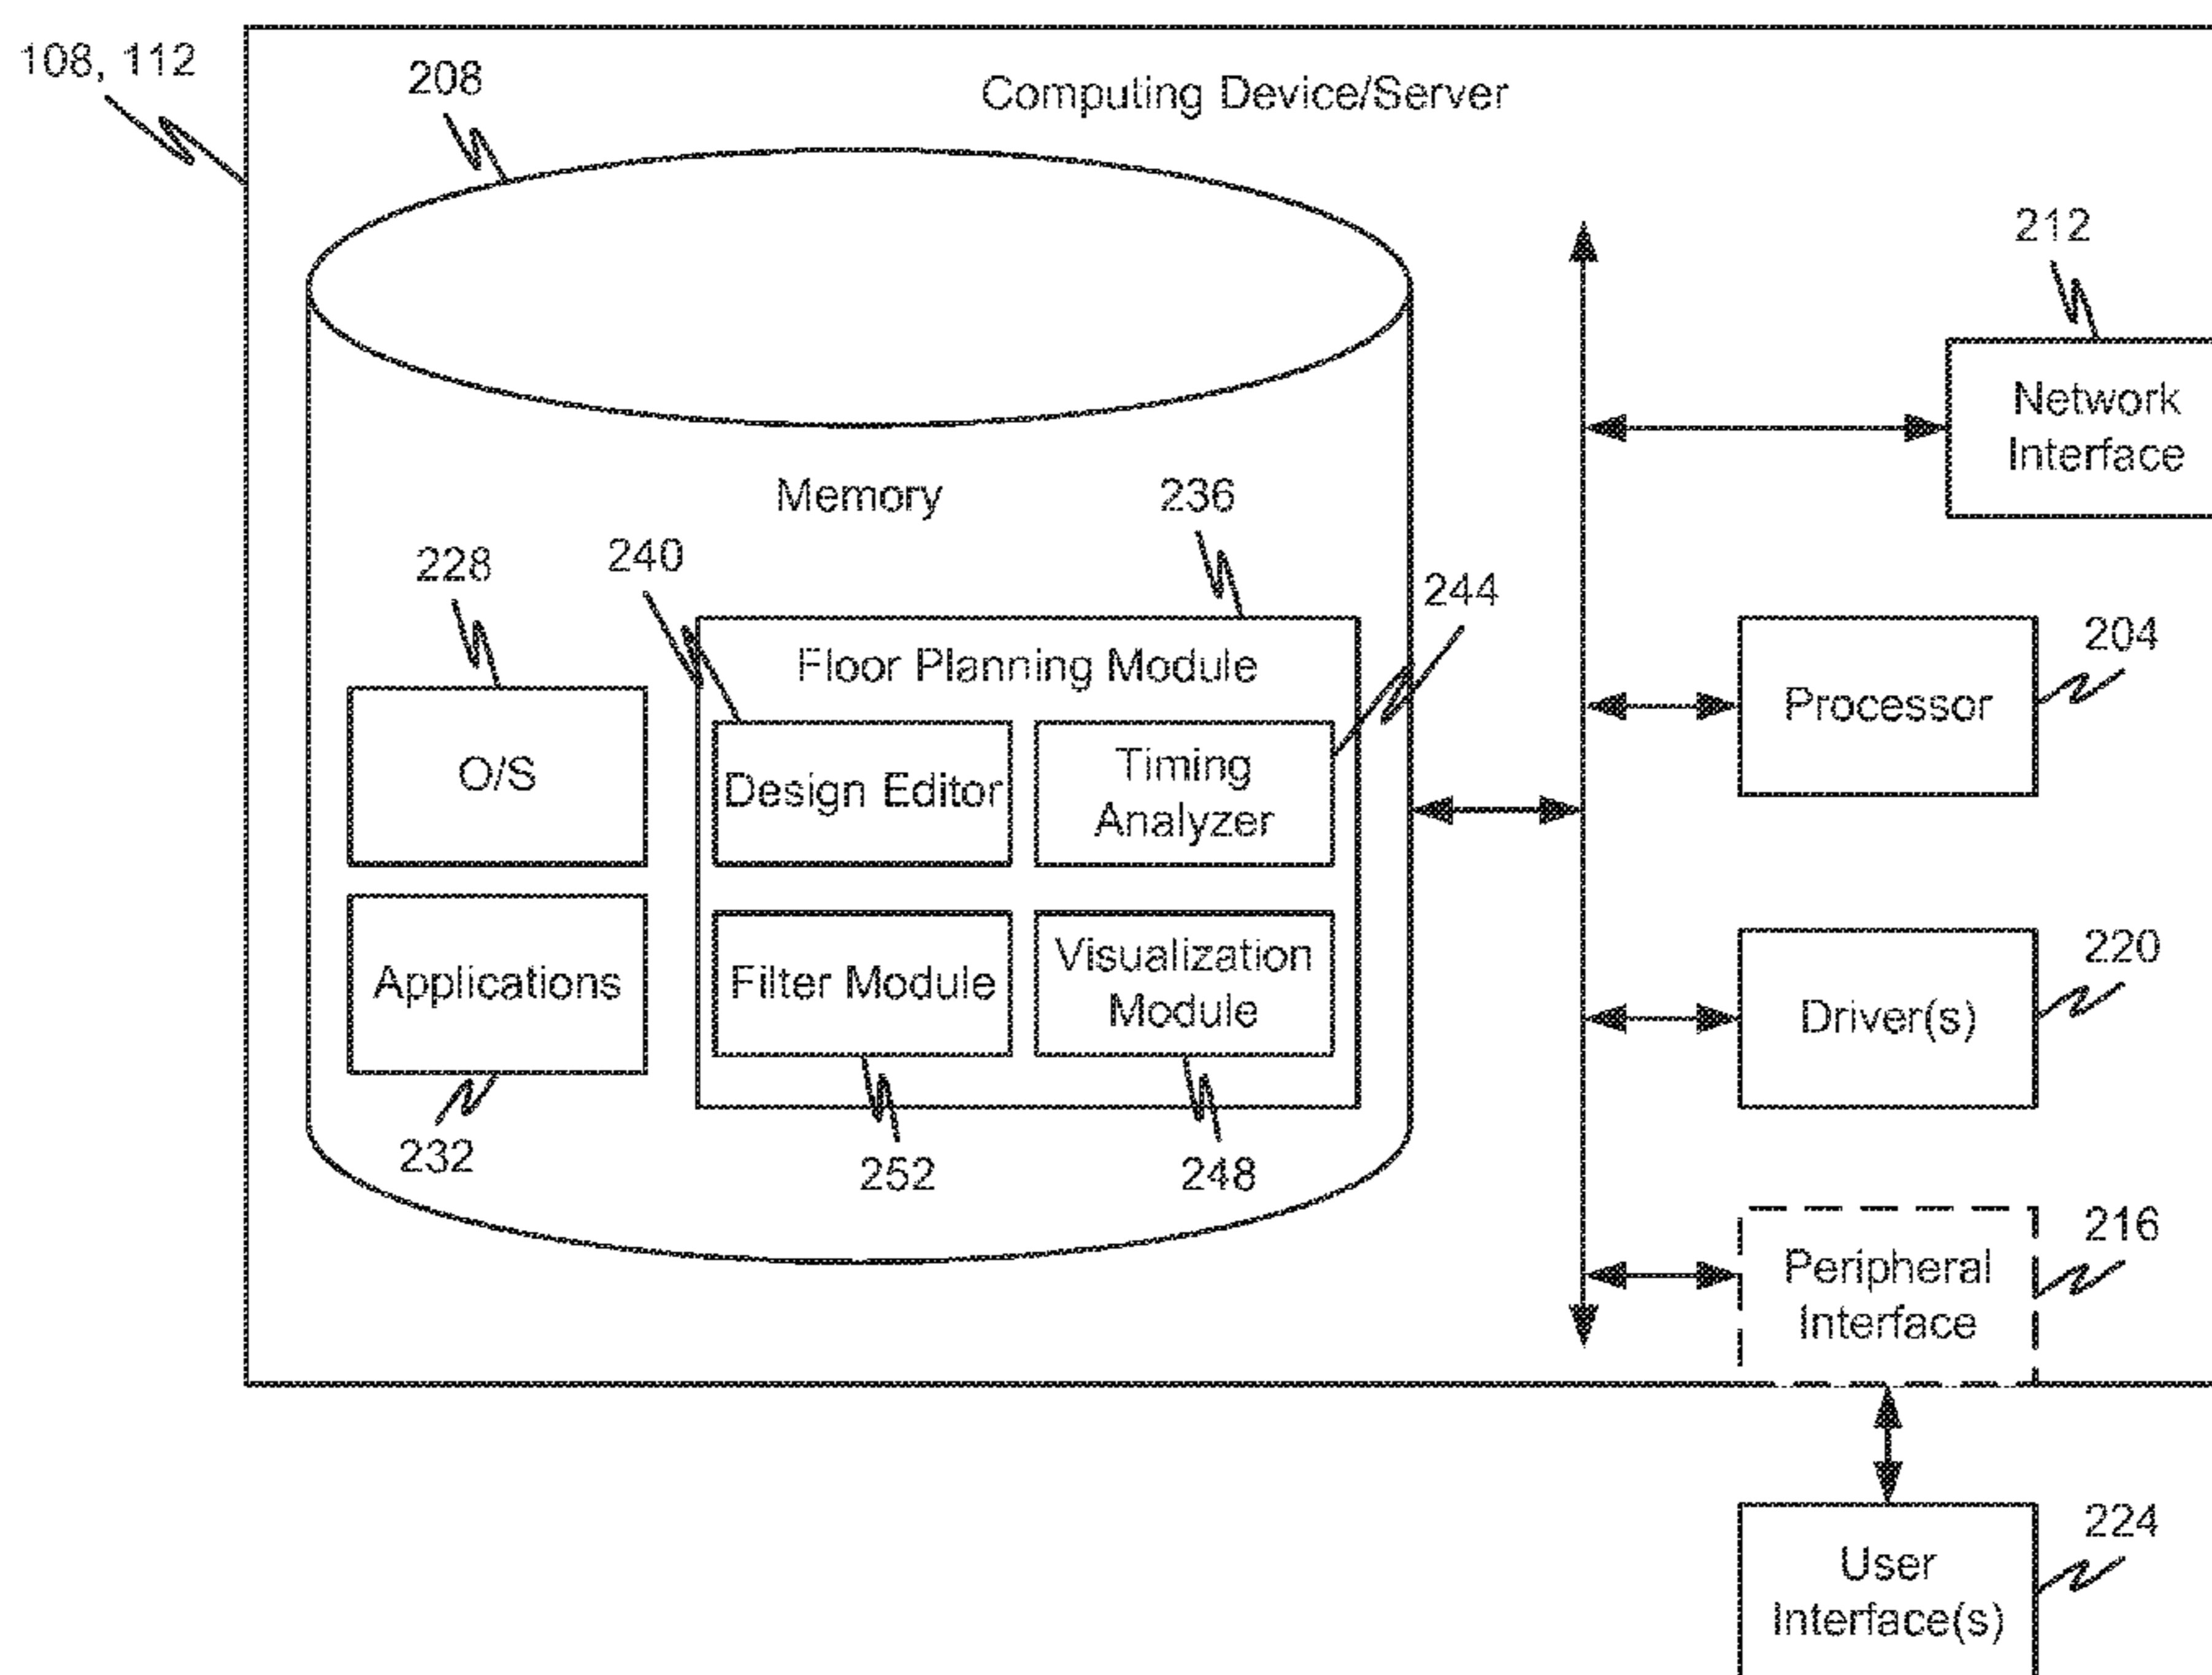 108, 112
208
Computing Device/Server
212
Network
Interface
Memory
236
240
228
244
204
Floor Planning Module
Processor
O/S
Design Editor
Timing
Analyzer
220
Applications
Filter Module
Visualization
Module
Driver(s)
232
252
248
216
Peripheral
Interface
224
User
Interface(s)